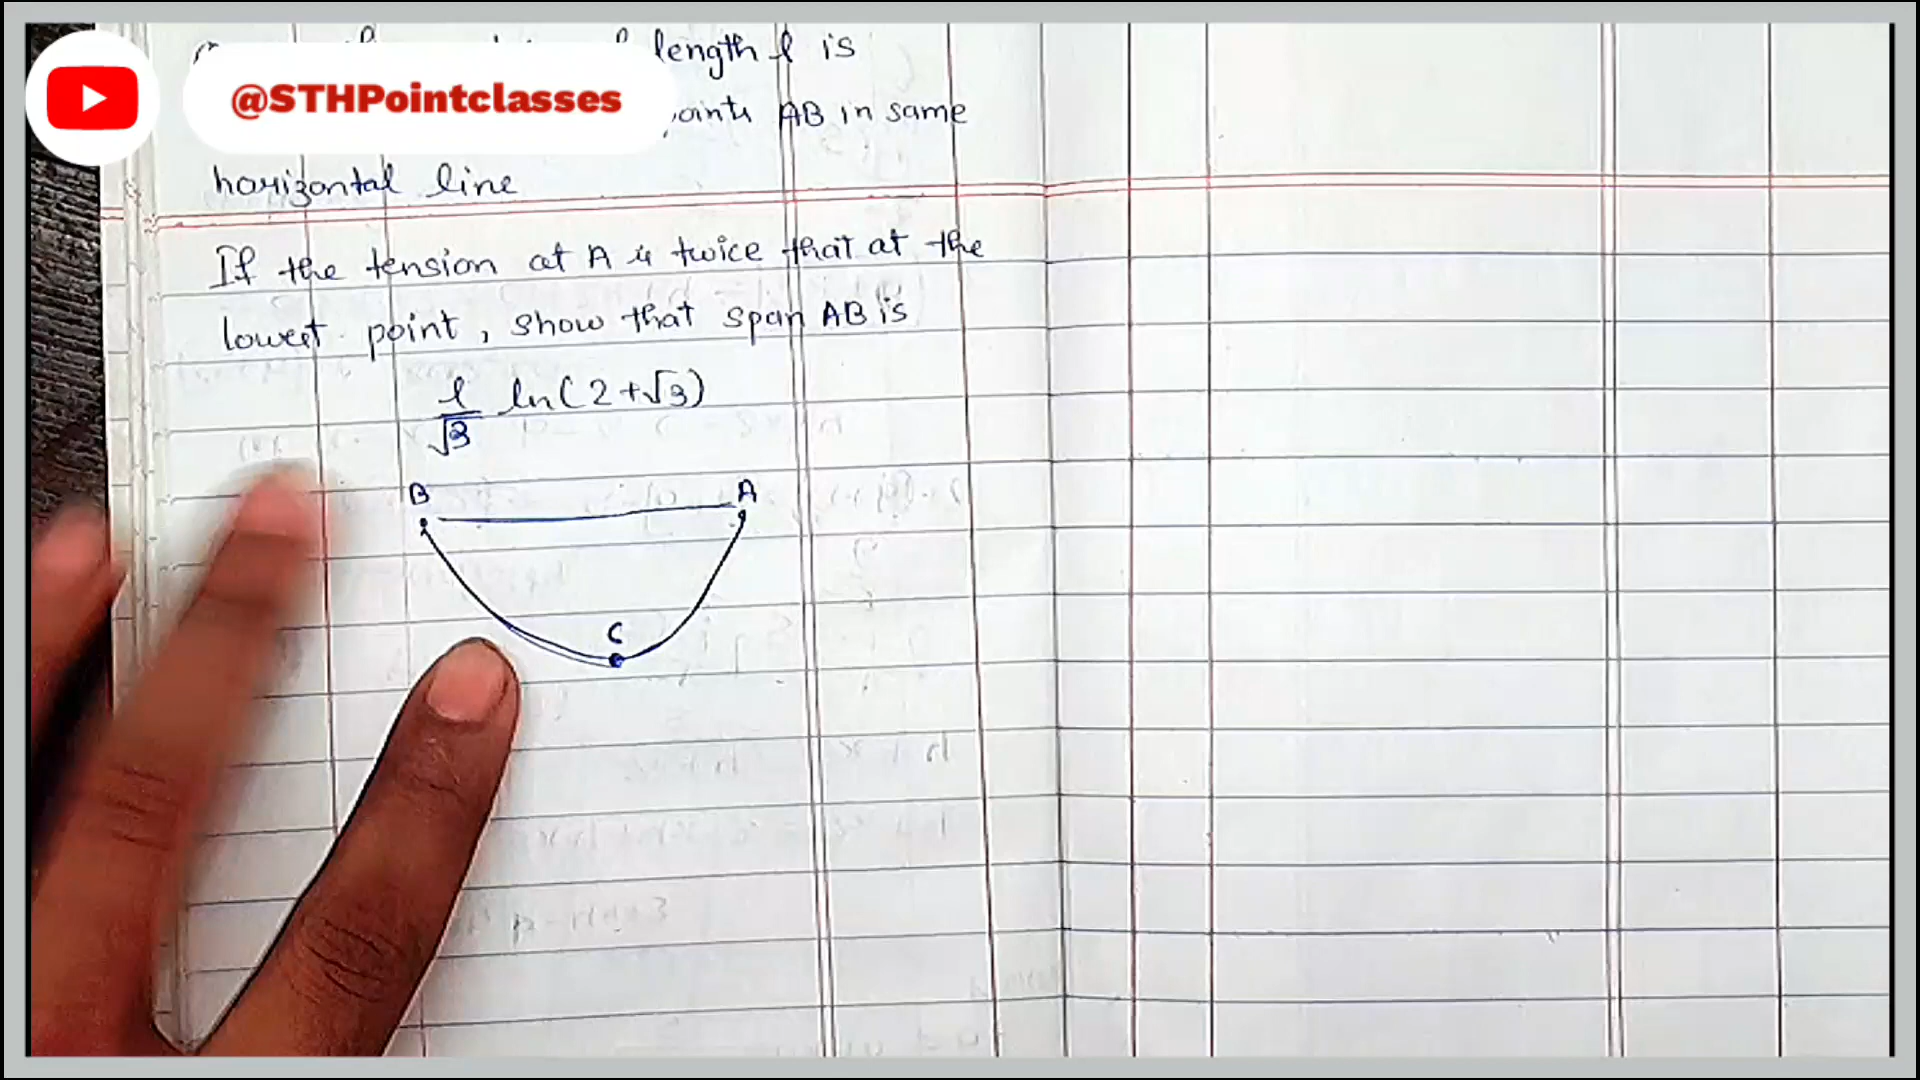 length l is
@STHPointclasses
AB in same
horizontal line
If the tension at A is twice that at the
lowest point, show that span AB is
l/√3 ln(2+√3)
B A
C